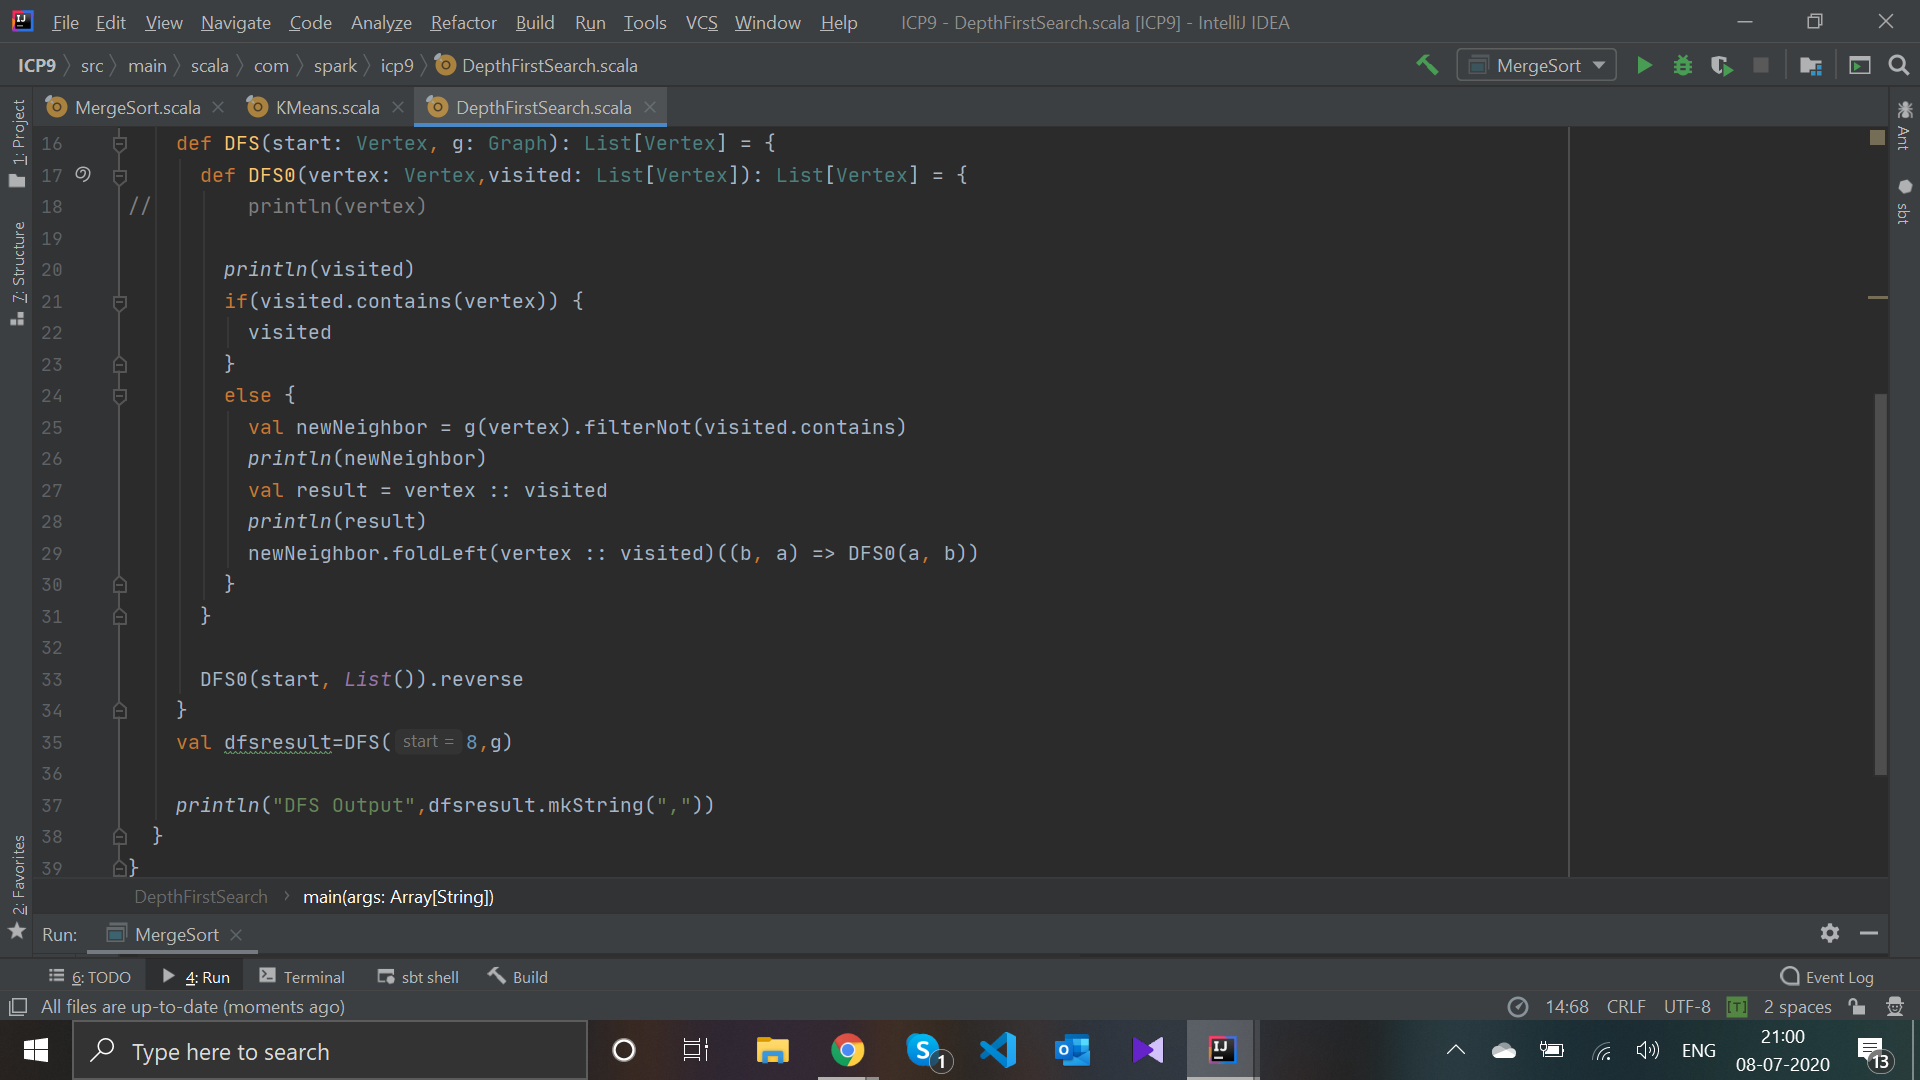 File Edit View Navigate Code Analyze Refactor Build Run Tools VCS Window Help ICP9 - DepthFirstSearch.scala [ICP9] - IntelliJ IDEA
ICP9 src main scala com spark icp9 DepthFirstSearch.scala MergeSort
MergeSort.scala KMeans.scala DepthFirstSearch.scala
1: Project
7: Structure
2: Favorites
16 def DFS(start: Vertex, g: Graph): List[Vertex] = {
17 def DFS0(vertex: Vertex,visited: List[Vertex]): List[Vertex] = {
18 // println(vertex)
19
20 println(visited)
21 if(visited.contains(vertex)) {
22 visited
23 }
24 else {
25 val newNeighbor = g(vertex).filterNot(visited.contains)
26 println(newNeighbor)
27 val result = vertex :: visited
28 println(result)
29 newNeighbor.foldLeft(vertex :: visited)((b, a) => DFS0(a, b))
30 }
31 }
32
33 DFS0(start, List()).reverse
34 }
35 val dfsresult=DFS( start = 8,g)
36
37 println("DFS Output",dfsresult.mkString(","))
38 }
39 }
Ant
sbt
DepthFirstSearch main(args: Array[String])
Run: MergeSort
6: TODO 4: Run Terminal sbt shell Build Event Log
All files are up-to-date (moments ago) 14:68 CRLF UTF-8 [T] 2 spaces
Type here to search S 1 IJ ENG 21:00
08-07-2020 13